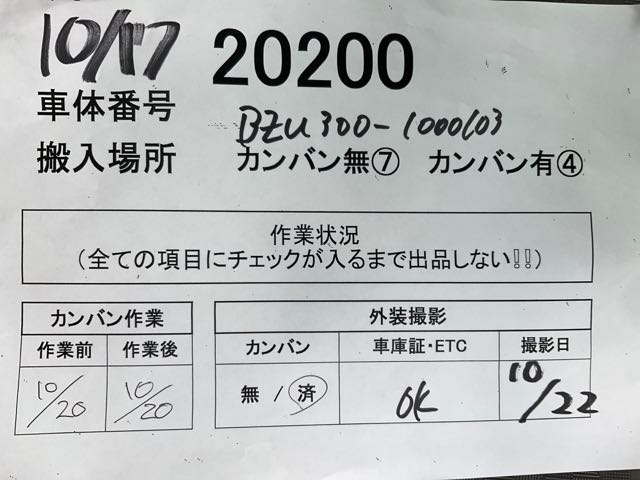 10/17 20200
車体番号 BZU300-1000603
搬入場所 カンバン無⑦ カンバン有④
作業状況
(全ての項目にチェックが入るまで出品しない!!)
カンバン作業 外装撮影
作業前 作業後 カンバン 車庫証・ETC 撮影日
10/20 10/20 無/済 OK 10/22